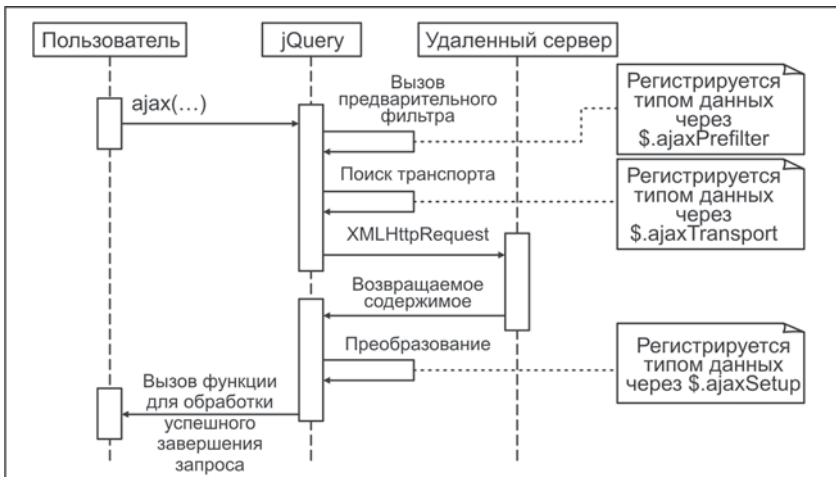 Пользователь
jQuery
Удаленный сервер
ajax(...)
Вызов
предварительного
фильтра
Регистрируется
типом данных
через
$.ajaxPrefilter
Поиск транспорта
Регистрируется
типом данных
через
$.ajaxTransport
XMLHttpRequest
Возвращаемое
содержимое
Преобразование
Регистрируется
типом данных
через $.ajaxSetup
Вызов функции
для обработки
успешного
завершения
запроса